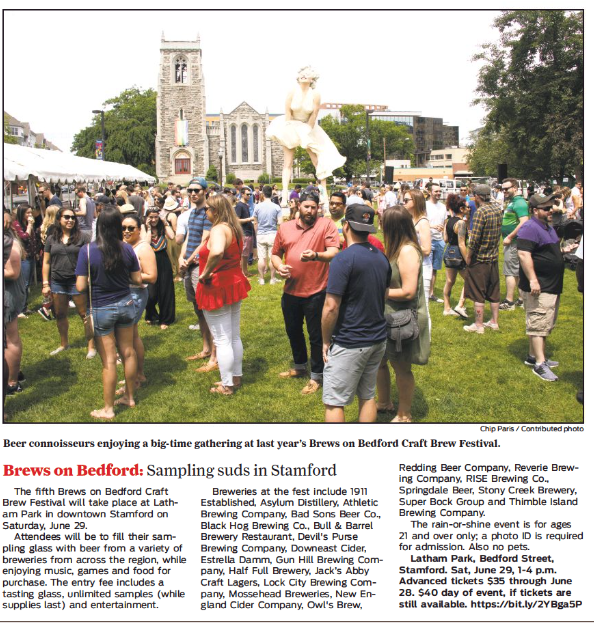 Chip Paris / Contributed photo
Beer connoisseurs enjoying a big-time gathering at last year's Brews on Bedford Craft Brew Festival.
Brews on Bedford: Sampling suds in Stamford
The fifth Brews on Bedford Craft
Brew Festival will take place at Lath-
am Park in downtown Stamford on
Saturday, June 29.
Attendees will be to fill their sam-
pling glass with beer from a variety of
breweries from across the region, while
enjoying music, games and food for
purchase. The entry fee includes a
tasting glass, unlimited samples (while
supplies last) and entertainment.
Breweries at the fest include 1911
Established, Asylum Distillery, Athletic
Brewing Company, Bad Sons Beer Co.,
Black Hog Brewing Co., Bull & Barrel
Brewery Restaurant, Devil's Purse
Brewing Company, Downeast Cider,
Estrella Damm, Gun Hill Brewing Com-
pany, Half Full Brewery, Jack's Abby
Craft Lagers, Lock City Brewing Com-
pany, Mossehead Breweries, New En-
gland Cider Company, Owl's Brew,
Redding Beer Company, Reverie Brew-
ing Company, RISE Brewing Co.,
Springdale Beer, Stony Creek Brewery,
Super Bock Group and Thimble Island
Brewing Company.
The rain-or-shine event is for ages
21 and over only; a photo ID is required
for admission. Also no pets.
Latham Park, Bedford Street,
Stamford. Sat, June 29, 1-4 p.m.
Advanced tickets $35 through June
28. $40 day of event, if tickets are
still available. https://bit.ly/2YBga5P